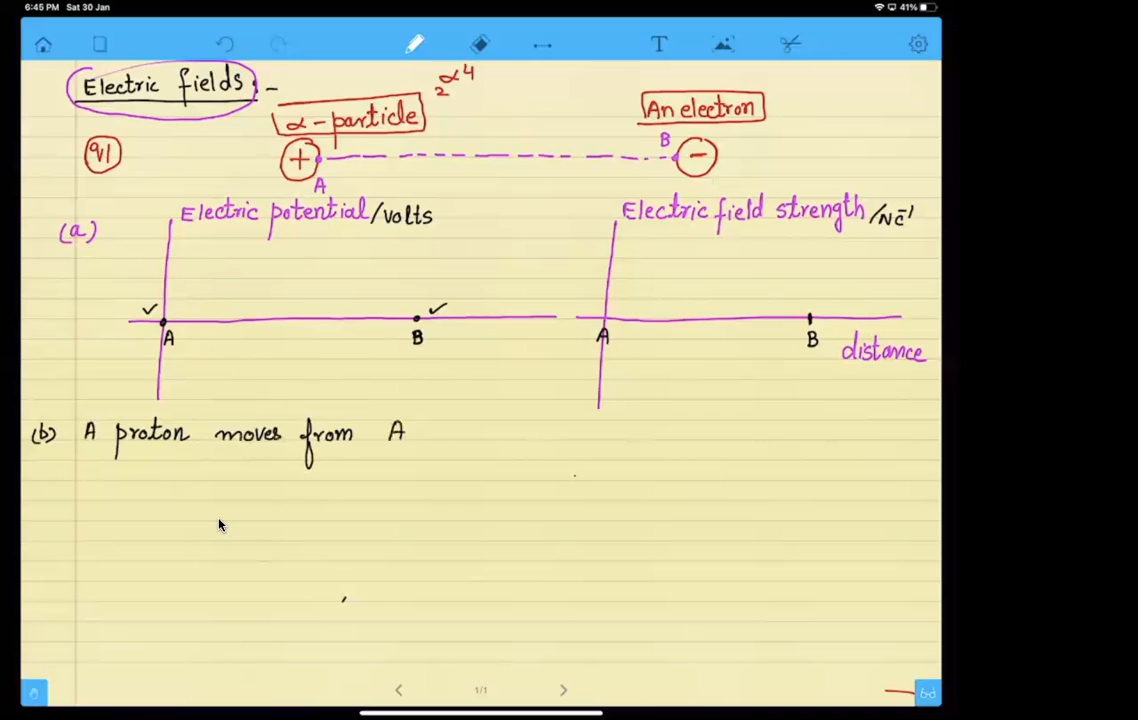 6:45 PM Sat 30 Jan 41%
T
Electric fields :-
2 α 4
α - particle
An electron
Q1
+ A B -
(a) Electric potential /volts
Electric field strength /NC⁻¹
A B
A B
distance
(b) A proton moves from A
1/1